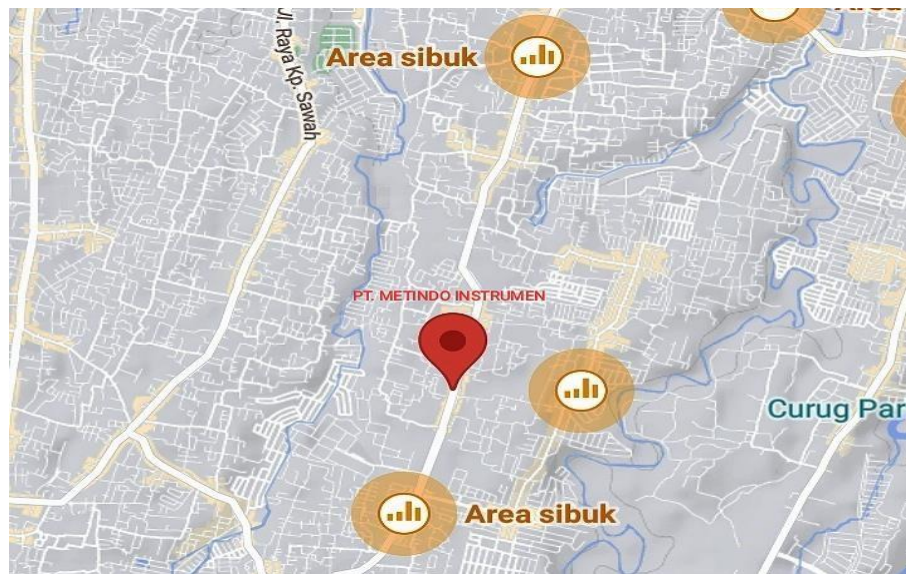 Jl. Raya Kp. Sawah
Area sibuk
PT. METINDO INSTRUMEN
Curug Par
Area sibuk